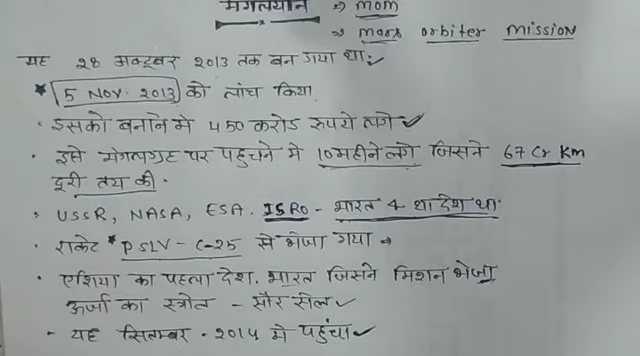 मंगलयान ⇒ mom
⇒ mars orbiter mission
यह 28 अक्टूबर 2013 तक बन गया था
* 5 NOV. 2013 को लांच किया
इसको बनाने मे 450 करोड रुपये लगे
इसे मंगलग्रह पर पहुचने मे 10 महीने लगे जिसने 67 Cr Km
दूरी तय की.
USSR, NASA, ESA. ISRO - भारत 4 था देश था
राकेट * PSLV - C-25 से भेजा गया →
एशिया का पहला देश. भारत जिसने मिशन भेजा
ऊर्जा का स्त्रोत - सौर सेल
यह सितम्बर - 2014 मे पहुंचा